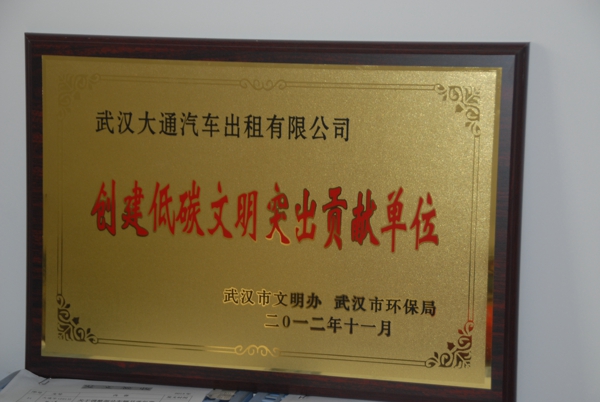 武汉大通汽车出租有限公司
创建低碳文明突出贡献单位
武汉市文明办 武汉市环保局
二〇一二年十一月